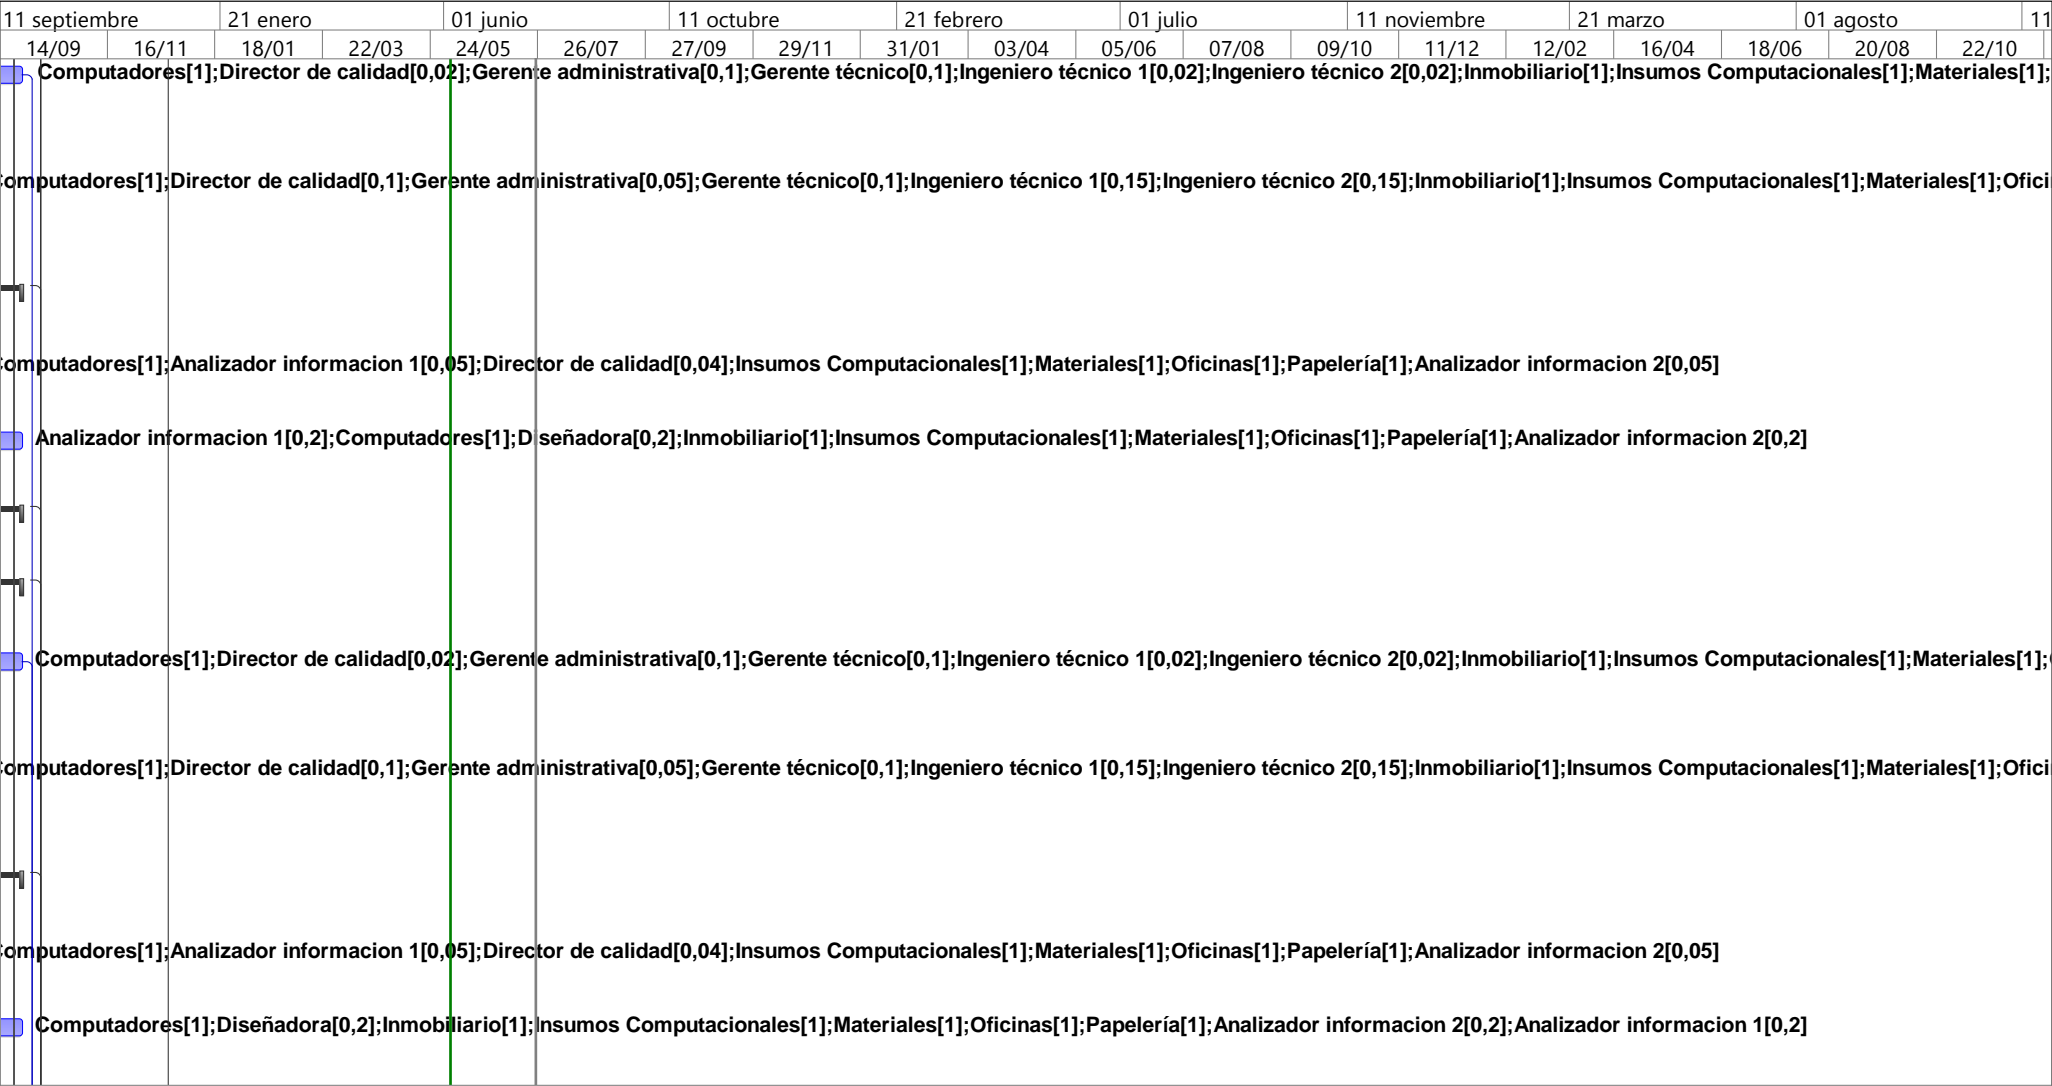 11 septiembre 21 enero 01 junio 11 octubre 21 febrero 01 julio 11 noviembre 21 marzo 01 agosto 11
14/09 16/11 18/01 22/03 24/05 26/07 27/09 29/11 31/01 03/04 05/06 07/08 09/10 11/12 12/02 16/04 18/06 20/08 22/10
Computadores[1];Director de calidad[0,02];Gerente administrativa[0,1];Gerente técnico[0,1];Ingeniero técnico 1[0,02];Ingeniero técnico 2[0,02];Inmobiliario[1];Insumos Computacionales[1];Materiales[1];
omputadores[1];Director de calidad[0,1];Gerente administrativa[0,05];Gerente técnico[0,1];Ingeniero técnico 1[0,15];Ingeniero técnico 2[0,15];Inmobiliario[1];Insumos Computacionales[1];Materiales[1];Ofici
omputadores[1];Analizador informacion 1[0,05];Director de calidad[0,04];Insumos Computacionales[1];Materiales[1];Oficinas[1];Papelería[1];Analizador informacion 2[0,05]
Analizador informacion 1[0,2];Computadores[1];Diseñadora[0,2];Inmobiliario[1];Insumos Computacionales[1];Materiales[1];Oficinas[1];Papelería[1];Analizador informacion 2[0,2]
Computadores[1];Director de calidad[0,02];Gerente administrativa[0,1];Gerente técnico[0,1];Ingeniero técnico 1[0,02];Ingeniero técnico 2[0,02];Inmobiliario[1];Insumos Computacionales[1];Materiales[1];
omputadores[1];Director de calidad[0,1];Gerente administrativa[0,05];Gerente técnico[0,1];Ingeniero técnico 1[0,15];Ingeniero técnico 2[0,15];Inmobiliario[1];Insumos Computacionales[1];Materiales[1];Ofici
omputadores[1];Analizador informacion 1[0,05];Director de calidad[0,04];Insumos Computacionales[1];Materiales[1];Oficinas[1];Papelería[1];Analizador informacion 2[0,05]
Computadores[1];Diseñadora[0,2];Inmobiliario[1];Insumos Computacionales[1];Materiales[1];Oficinas[1];Papelería[1];Analizador informacion 2[0,2];Analizador informacion 1[0,2]